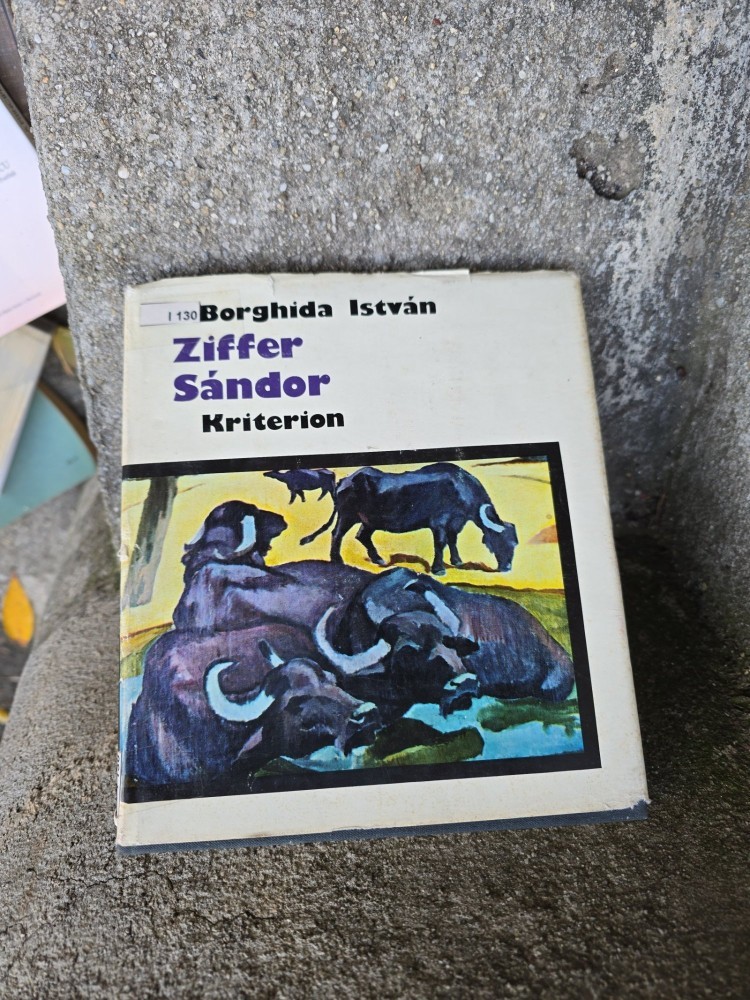 I 130
Borghida István
Ziffer
Sándor
Kriterion